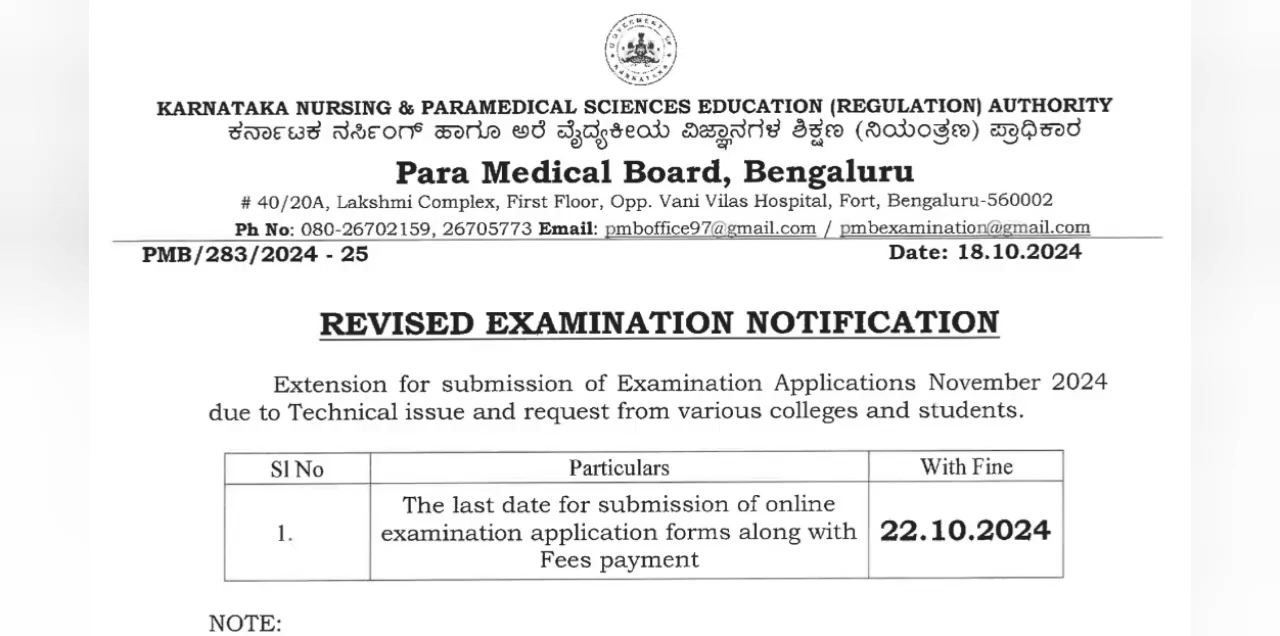 GOVERNMENT OF
KARNATAKA
KARNATAKA NURSING & PARAMEDICAL SCIENCES EDUCATION (REGULATION) AUTHORITY
ಕರ್ನಾಟಕ ನರ್ಸಿಂಗ್ ಹಾಗೂ ಅರೆ ವೈದ್ಯಕೀಯ ವಿಜ್ಞಾನಗಳ ಶಿಕ್ಷಣ (ನಿಯಂತ್ರಣ) ಪ್ರಾಧಿಕಾರ
Para Medical Board, Bengaluru
# 40/20A, Lakshmi Complex, First Floor, Opp. Vani Vilas Hospital, Fort, Bengaluru-560002
Ph No: 080-26702159, 26705773 Email: pmboffice97@gmail.com / pmbexamination@gmail.com
PMB/283/2024 - 25 Date: 18.10.2024
REVISED EXAMINATION NOTIFICATION
Extension for submission of Examination Applications November 2024
due to Technical issue and request from various colleges and students.
Sl No Particulars With Fine
1. The last date for submission of online
examination application forms along with 22.10.2024
Fees payment
NOTE: